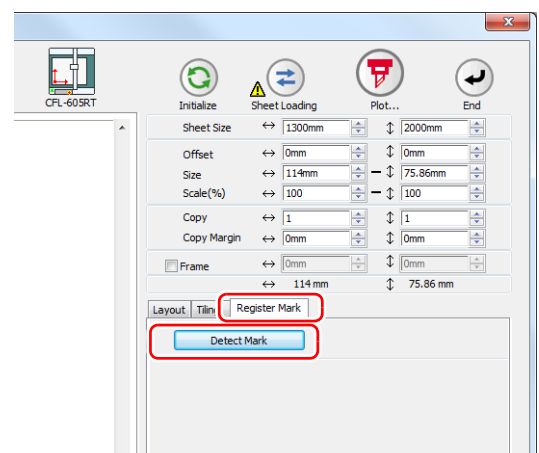 CFL-605RT
Initialize Sheet Loading Plot... End
Sheet Size 1300mm 2000mm
Offset 0mm 0mm
Size 114mm 75.86mm
Scale(%) 100 100
Copy 1 1
Copy Margin 0mm 0mm
Frame 0mm 0mm
114 mm 75.86 mm
Layout Tiling Register Mark
Detect Mark